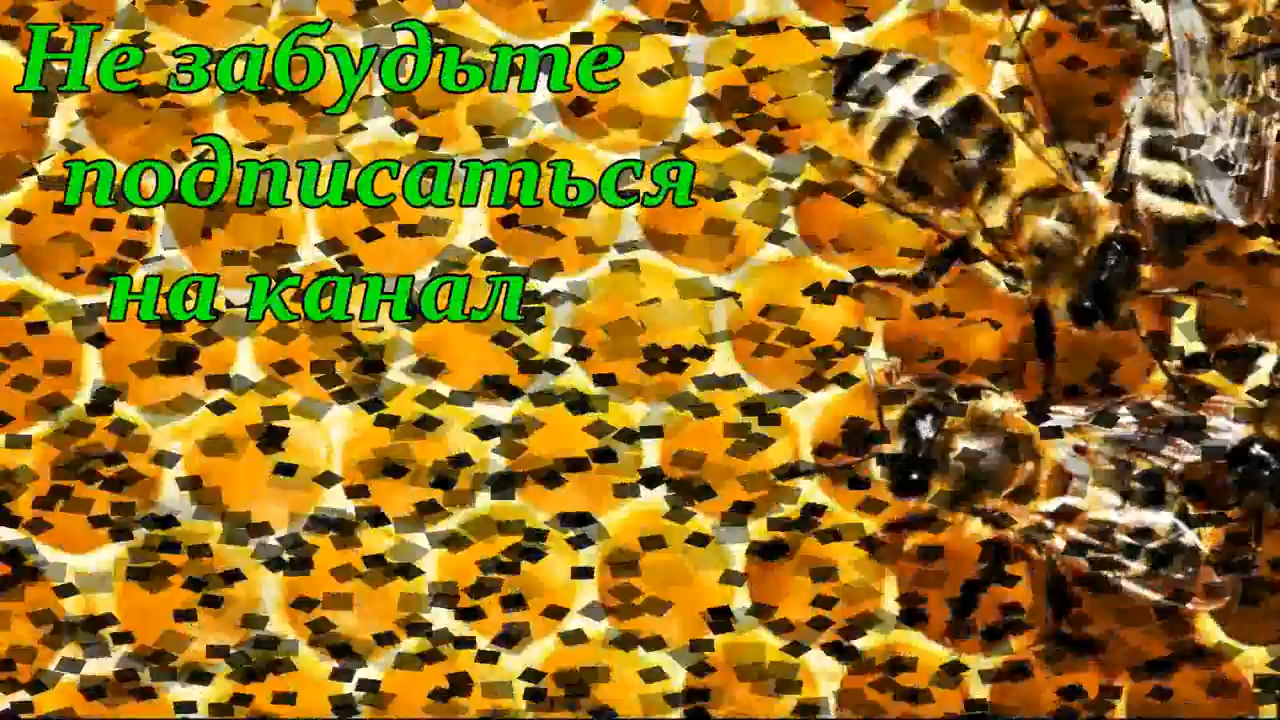 Не забудьте
подписаться
на канал